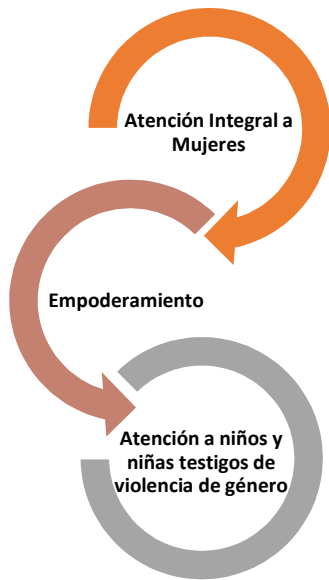 Atención Integral a
Mujeres
Empoderamiento
Atención a niños y
niñas testigos de
violencia de género